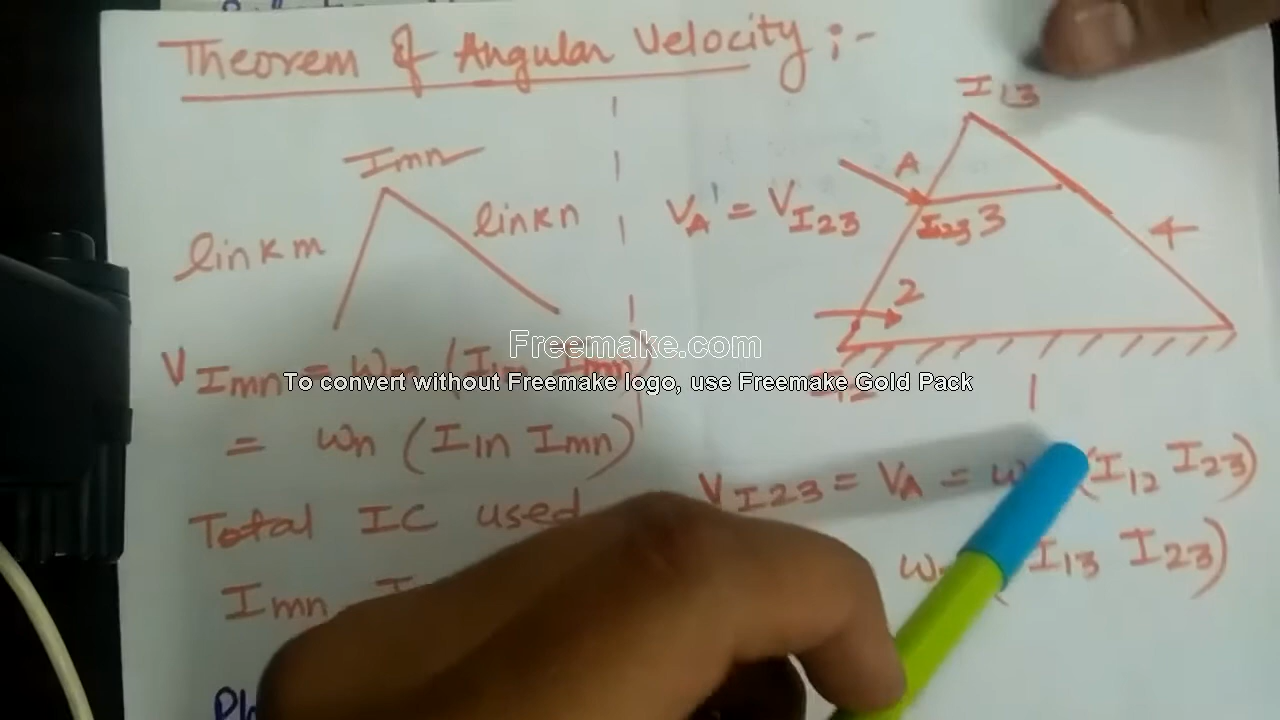 Theorem of Angular Velocity :-
Imn
link m
link n
V Imn = (I Imn)
= ωn (I1n Imn)
Total IC used
Imn
I13
A
VA' = VI23
I23 3
4
2
1
VI23 = VA = ω (I12 I23)
ω I13 I23)
Freemake.com
To convert without Freemake logo, use Freemake Gold Pack